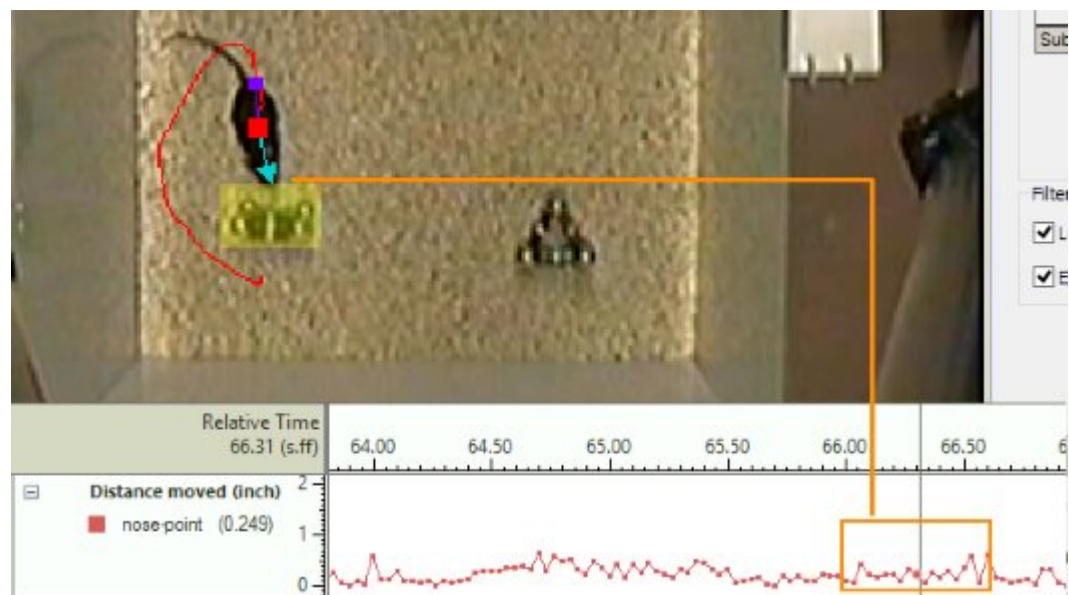 Sub
Filter
L
E
Relative Time
66.31 (s.ff)
64.00 64.50 65.00 65.50 66.00 66.50
Distance moved (inch)
nose-point (0.249)
2
1
0